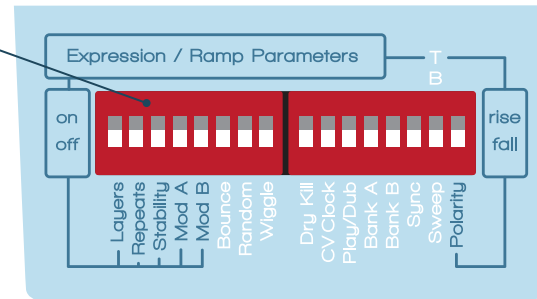 Expression / Ramp Parameters
T
B
on
off
rise
fall
Layers
Repeats
Stability
Mod A
Mod B
Bounce
Random
Wiggle
Dry Kill
CV Clock
Play/Dub
Bank A
Bank B
Sync
Sweep
Polarity